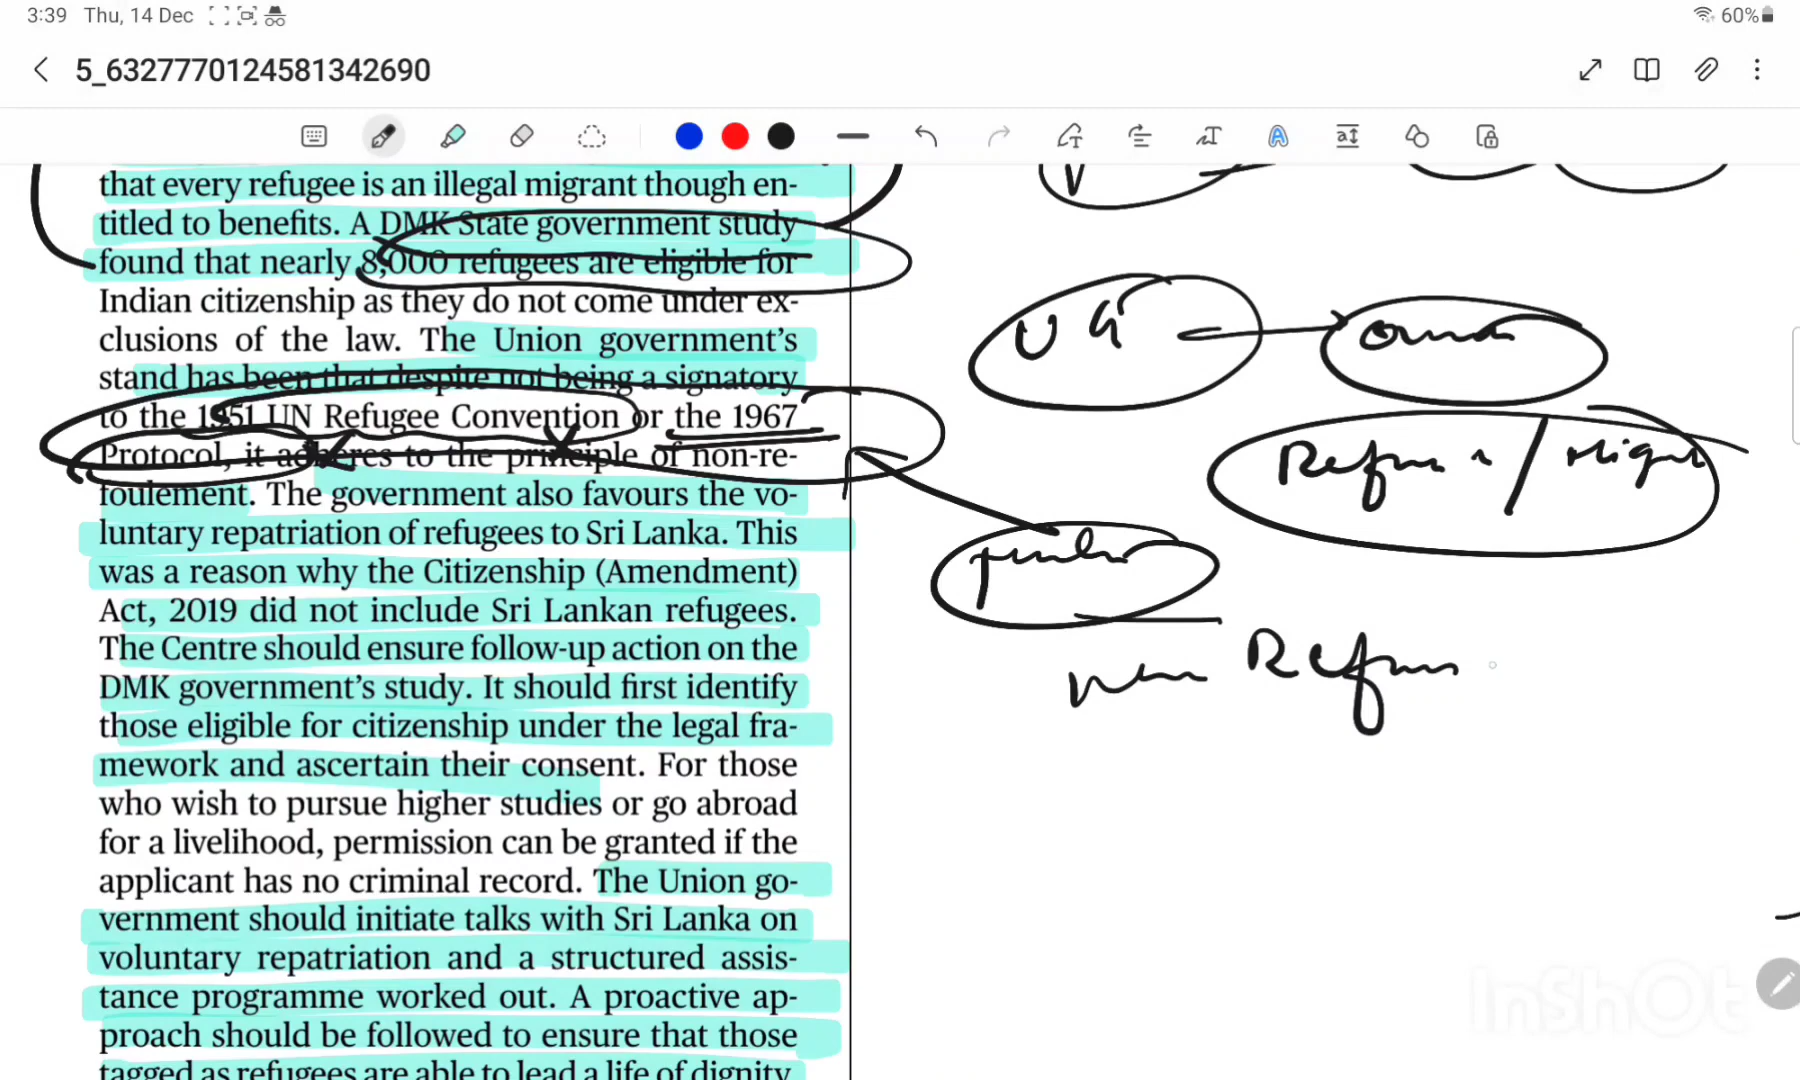 3:39 Thu, 14 Dec
60%
5_6327770124581342690
that every refugee is an illegal migrant though en-
titled to benefits. A DMK State government study
found that nearly 8,000 refugees are eligible for
Indian citizenship as they do not come under ex-
clusions of the law. The Union government's
stand has been that despite not being a signatory
to the 1951 UN Refugee Convention or the 1967
Protocol, it adheres to the principle of non-re-
foulement. The government also favours the vo-
luntary repatriation of refugees to Sri Lanka. This
was a reason why the Citizenship (Amendment)
Act, 2019 did not include Sri Lankan refugees.
The Centre should ensure follow-up action on the
DMK government's study. It should first identify
those eligible for citizenship under the legal fra-
mework and ascertain their consent. For those
who wish to pursue higher studies or go abroad
for a livelihood, permission can be granted if the
applicant has no criminal record. The Union go-
vernment should initiate talks with Sri Lanka on
voluntary repatriation and a structured assis-
tance programme worked out. A proactive ap-
proach should be followed to ensure that those
tagged as refugees are able to lead a life of dignity
UG
InShOt